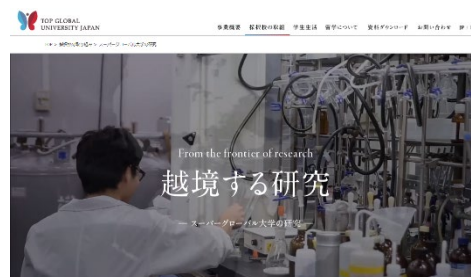 TOP GLOBAL
UNIVERSITY JAPAN
事業概要 採択校の取組 学生生活 留学について 資料ダウンロード お問い合わせ
From the frontier of research
越境する研究
— スーパーグローバル大学の研究 —